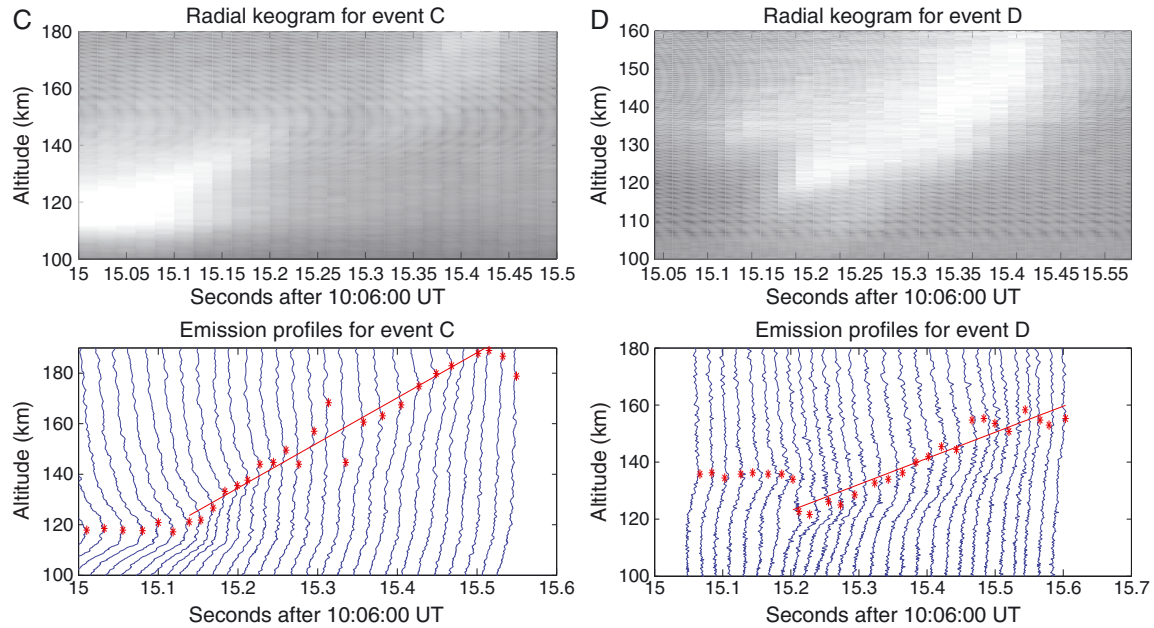 C
Radial keogram for event C
180
160
140
120
100
Altitude (km)
15 15.05 15.1 15.15 15.2 15.25 15.3 15.35 15.4 15.45 15.5
Seconds after 10:06:00 UT
D
Radial keogram for event D
160
150
140
130
120
110
100
Altitude (km)
15.05 15.1 15.15 15.2 15.25 15.3 15.35 15.4 15.45 15.5 15.55
Seconds after 10:06:00 UT
Emission profiles for event C
180
160
140
120
100
Altitude (km)
15 15.1 15.2 15.3 15.4 15.5 15.6
Seconds after 10:06:00 UT
Emission profiles for event D
180
160
140
120
100
Altitude (km)
15 15.1 15.2 15.3 15.4 15.5 15.6 15.7
Seconds after 10:06:00 UT